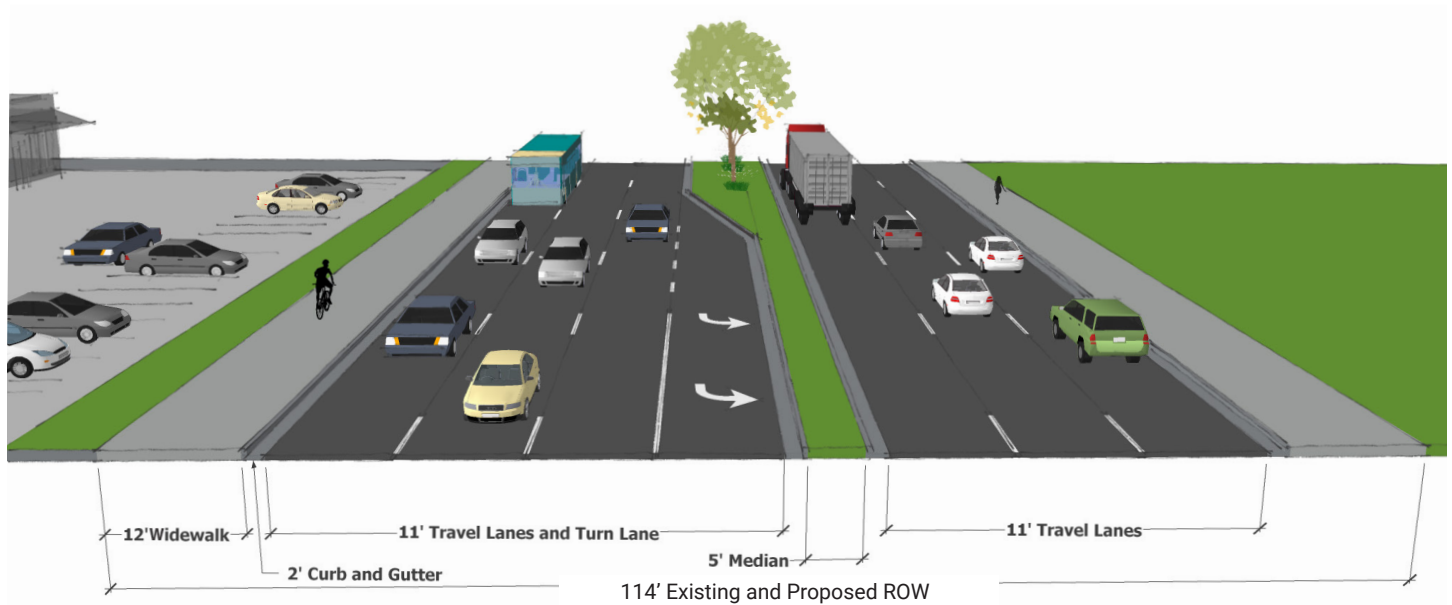 12'Widewalk
11' Travel Lanes and Turn Lane
11' Travel Lanes
5' Median
2' Curb and Gutter
114’ Existing and Proposed ROW